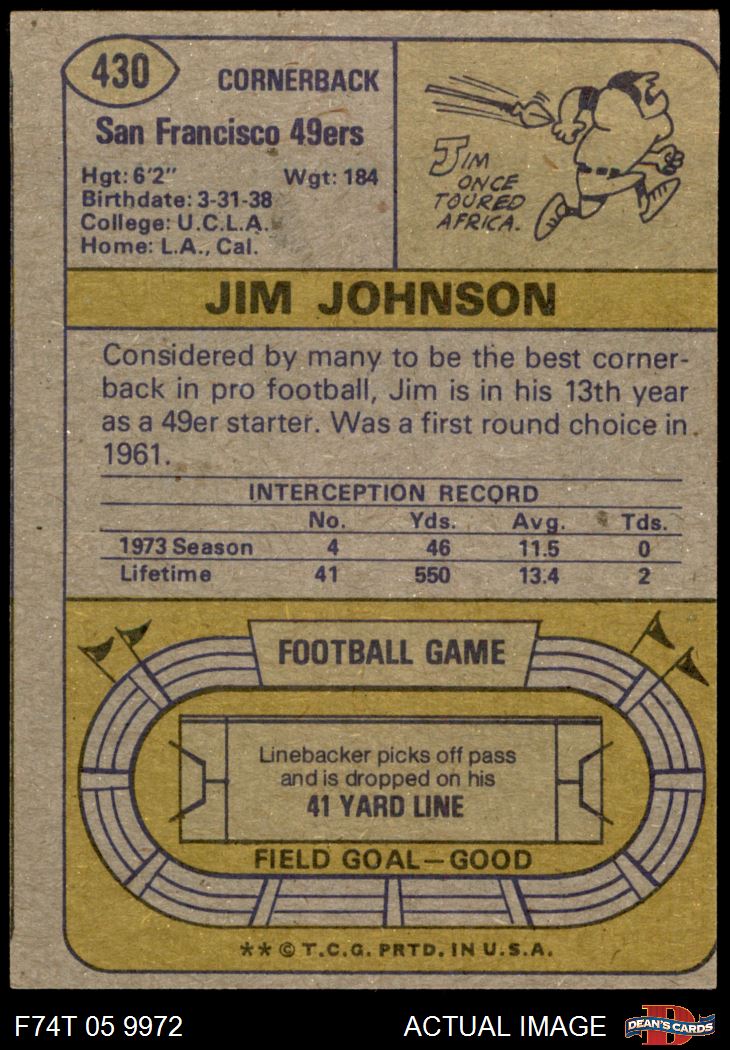 430
CORNERBACK
San Francisco 49ers
Hgt: 6'2" Wgt: 184
Birthdate: 3-31-38
College: U.C.L.A.
Home: L.A., Cal.
JIM
ONCE
TOURED
AFRICA.
JIM JOHNSON
Considered by many to be the best corner-
back in pro football, Jim is in his 13th year
as a 49er starter. Was a first round choice in
1961.
INTERCEPTION RECORD
No. Yds. Avg. Tds.
1973 Season 4 46 11.5 0
Lifetime 41 550 13.4 2
FOOTBALL GAME
Linebacker picks off pass
and is dropped on his
41 YARD LINE
FIELD GOAL—GOOD
** © T.C.G. PRTD. IN U.S.A.
F74T 05 9972 ACTUAL IMAGE
D
DEAN'S CARDS